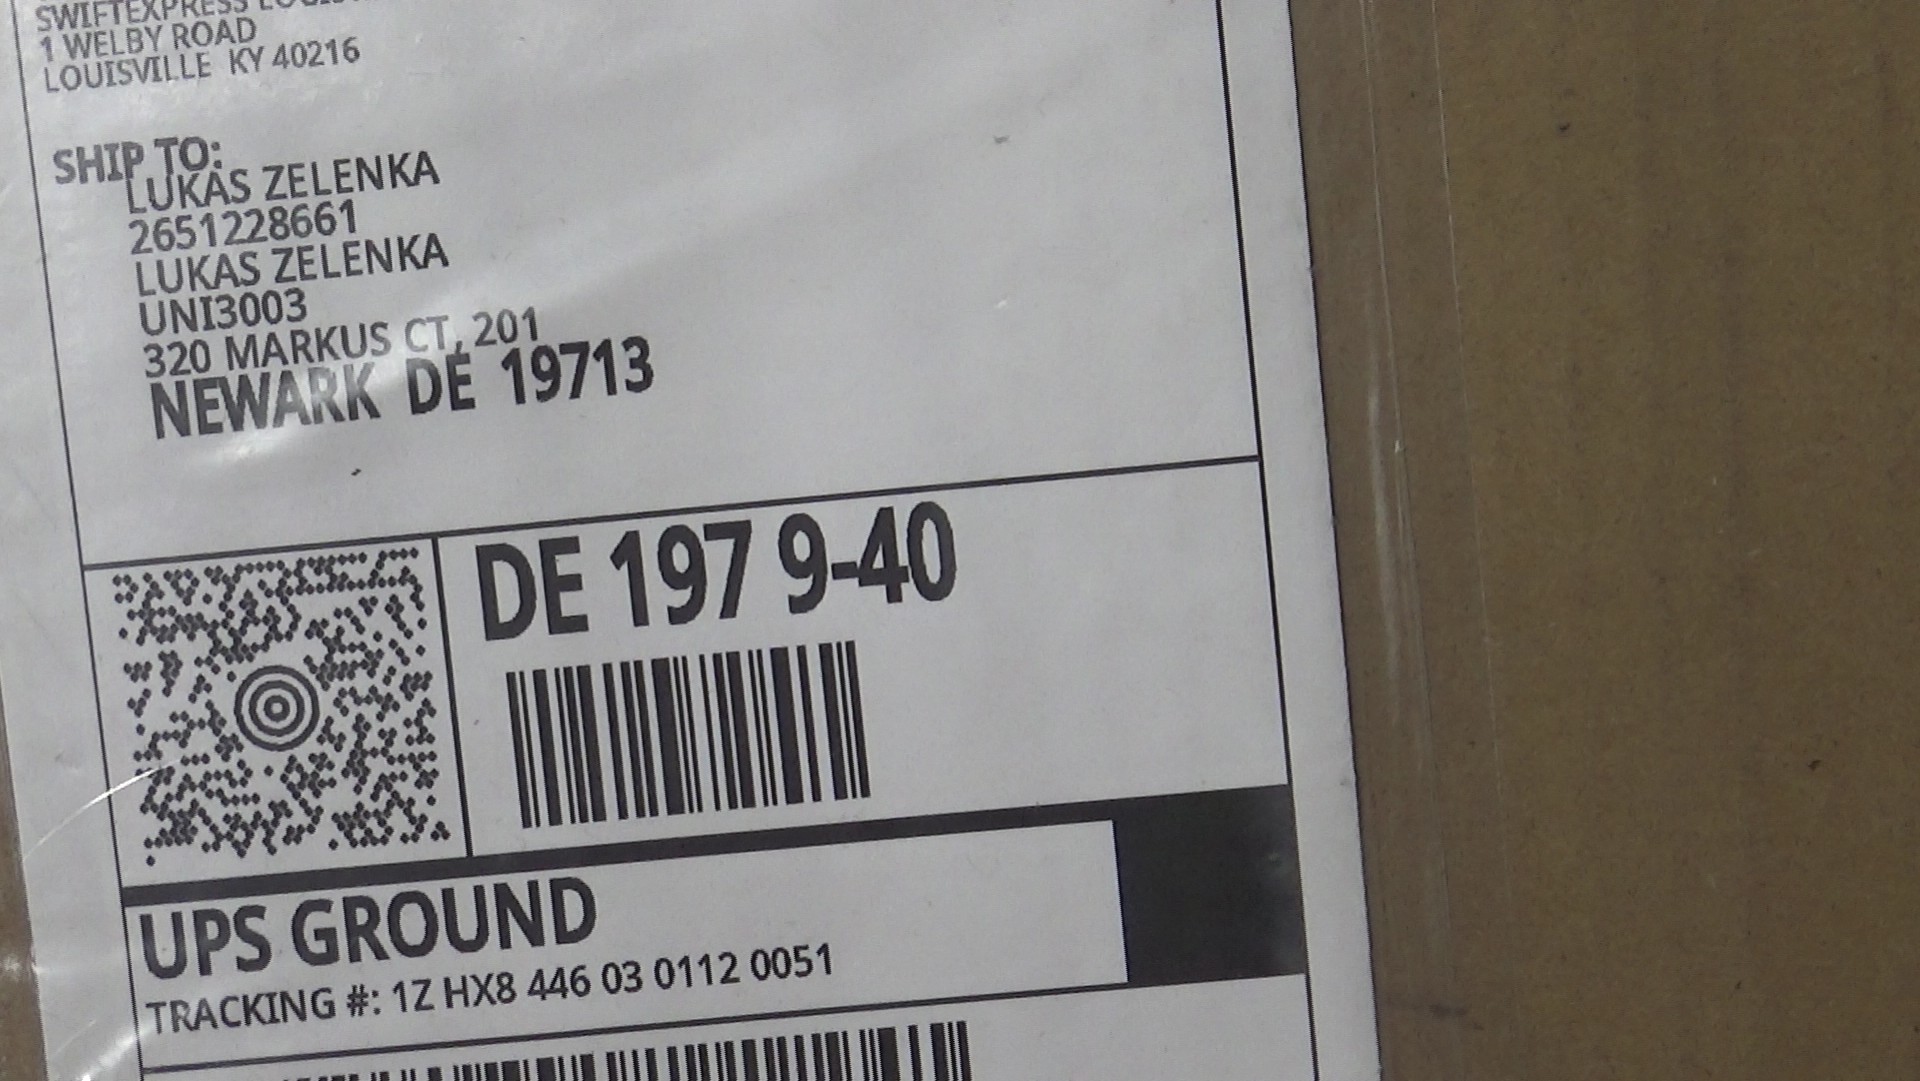 SWIFTEXPRESS
1 WELBY ROAD
LOUISVILLE KY 40216
SHIP TO:
LUKAS ZELENKA
2651228661
LUKAS ZELENKA
UNI3003
320 MARKUS CT, 201
NEWARK DE 19713
DE 197 9-40
UPS GROUND
TRACKING #: 1Z HX8 446 03 0112 0051